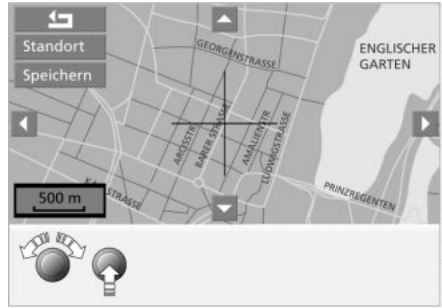 Standort
Speichern
GEORGENSTRASSE
ENGLISCHER
GARTEN
ARCISSTR
BARER STRASSE
AMALIENSTR
LUDWIGSTRASSE
PRINZREGENTEN
500 m